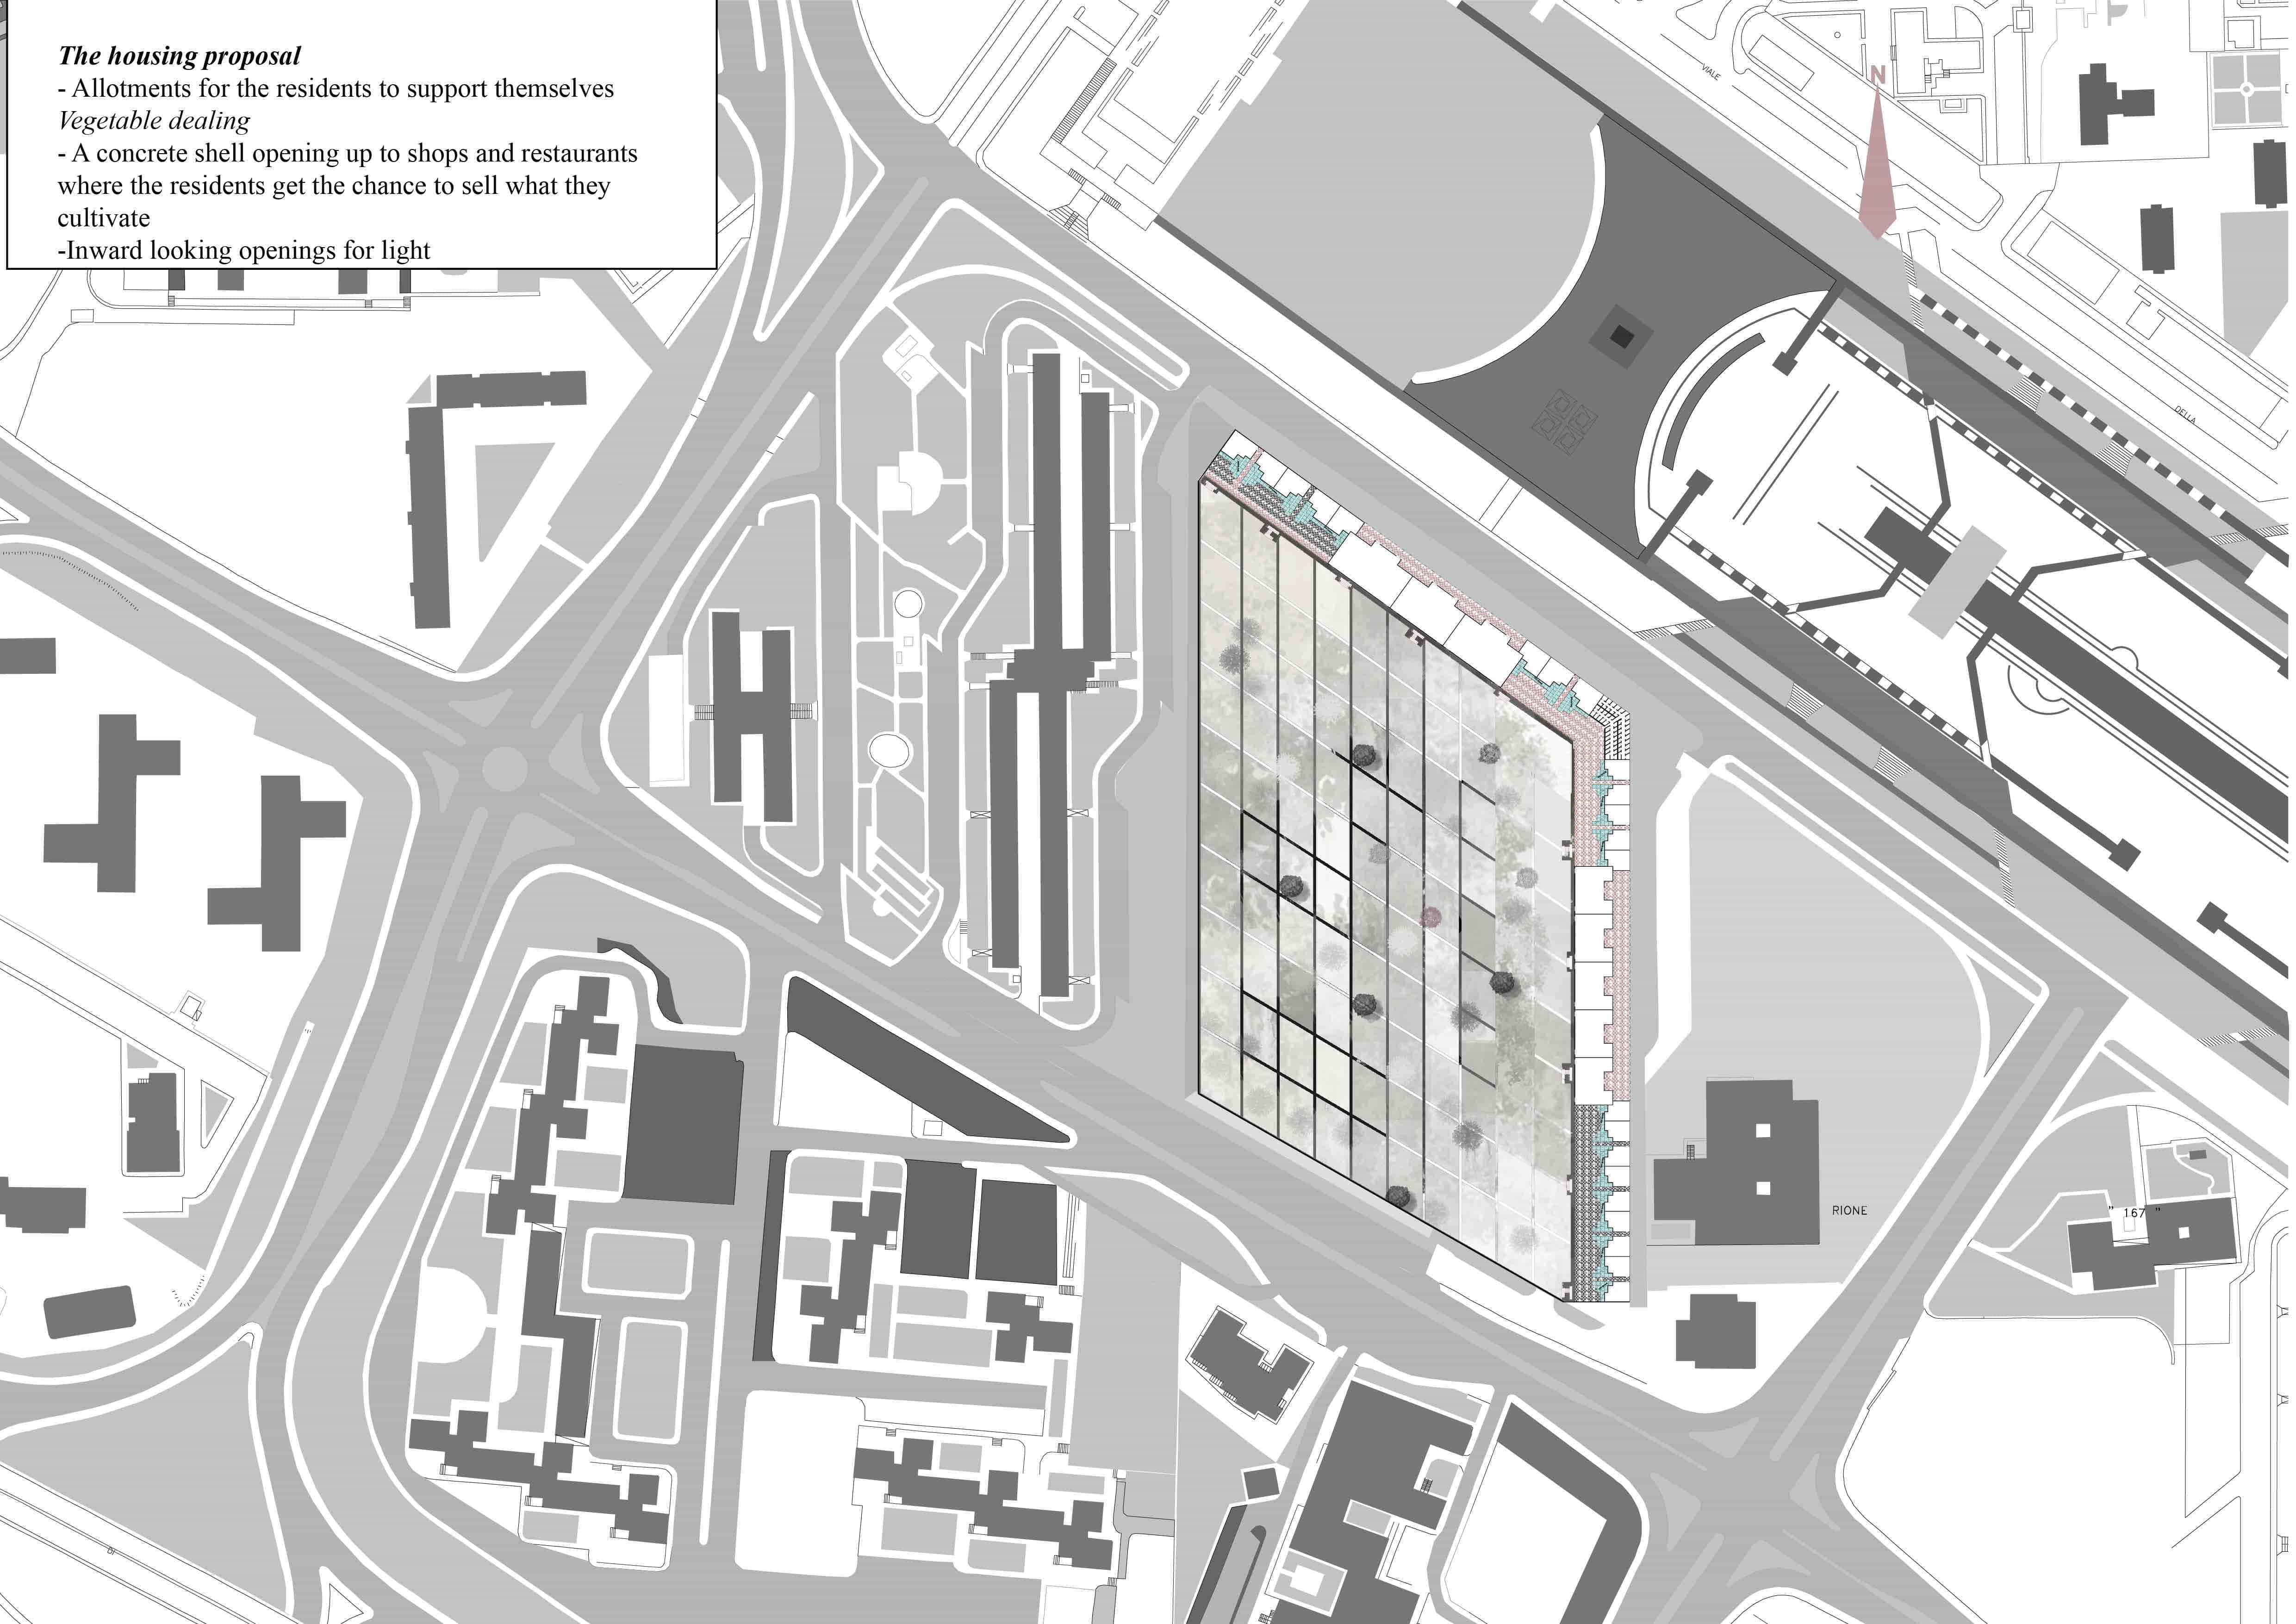 The housing proposal
- Allotments for the residents to support themselves
Vegetable dealing
- A concrete shell opening up to shops and restaurants
where the residents get the chance to sell what they
cultivate
-Inward looking openings for light
N
VIALE
DELLA
RIONE
" 167 "